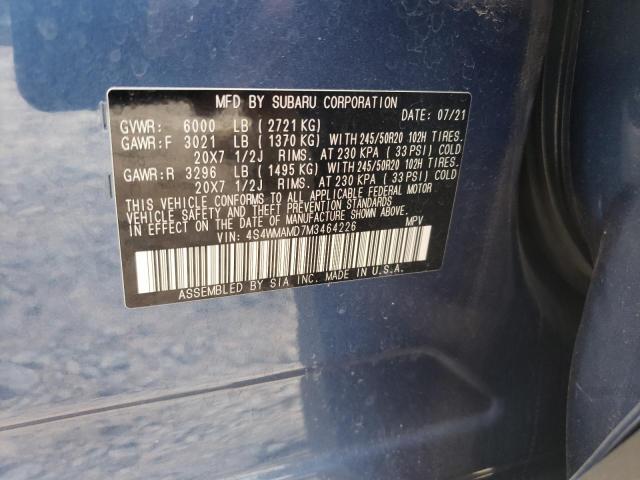 MFD BY SUBARU CORPORATION
DATE: 07/21
GVWR: 6000 LB (2721 KG)
GAWR:F 3021 LB (1370 KG) WITH 245/50R20 102H TIRES.
20X7 1/2J RIMS. AT 230 KPA (33 PSI) COLD
GAWR:R 3296 LB (1495 KG) WITH 245/50R20 102H TIRES.
20X7 1/2J RIMS. AT 230 KPA (33 PSI) COLD
THIS VEHICLE CONFORMS TO ALL APPLICABLE FEDERAL MOTOR
VEHICLE SAFETY AND THEFT PREVENTION STANDARDS
IN EFFECT ON THE DATE OF MANUFACTURE SHOWN ABOVE.
VIN: 4S4WMAMD7M3464226 MPV
ASSEMBLED BY SIA INC. MADE IN U.S.A.